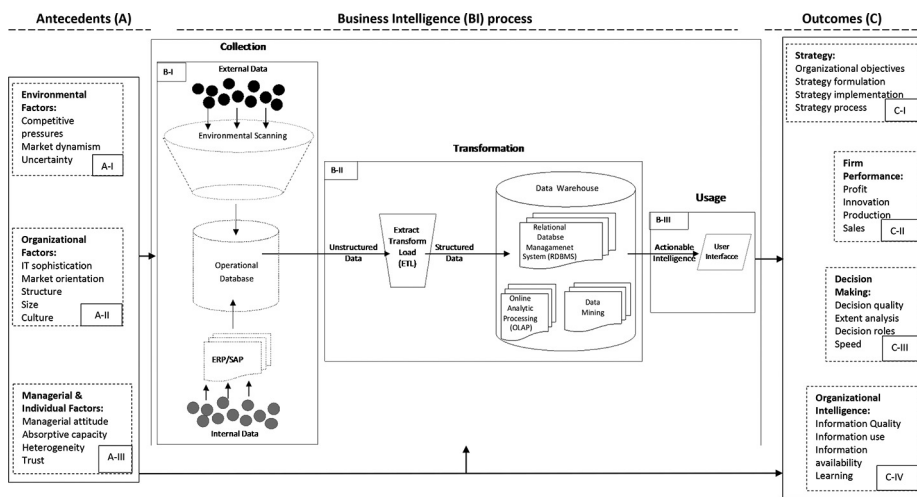 Antecedents (A)
Business Intelligence (BI) process
Outcomes (C)
Environmental
Factors:
Competitive
pressures
Market dynamism
Uncertainty
A-I
Organizational
Factors:
IT sophistication
Market orientation
Structure
Size
Culture
A-II
Managerial &
Individual Factors:
Managerial attitude
Absorptive capacity
Heterogeneity
Trust
A-III
Collection
B-I
External Data
Environmental Scanning
Operational
Database
ERP/SAP
Internal Data
Transformation
B-II
Unstructured
Data
Extract
Transform
Load
(ETL)
Structured
Data
Data Warehouse
Relational
Databse
Managemenet
System (RDBMS)
Online
Analytic
Processing
(OLAP)
Data
Mining
Usage
B-III
Actionable
Intelligence
User
Interfacce
Strategy:
Organizational objectives
Strategy formulation
Strategy implementation
Strategy process
C-I
Firm
Performance:
Profit
Innovation
Production
Sales
C-II
Decision
Making:
Decision quality
Extent analysis
Decision roles
Speed
C-III
Organizational
Intelligence:
Information Quality
Information use
Information
availability
Learning
C-IV